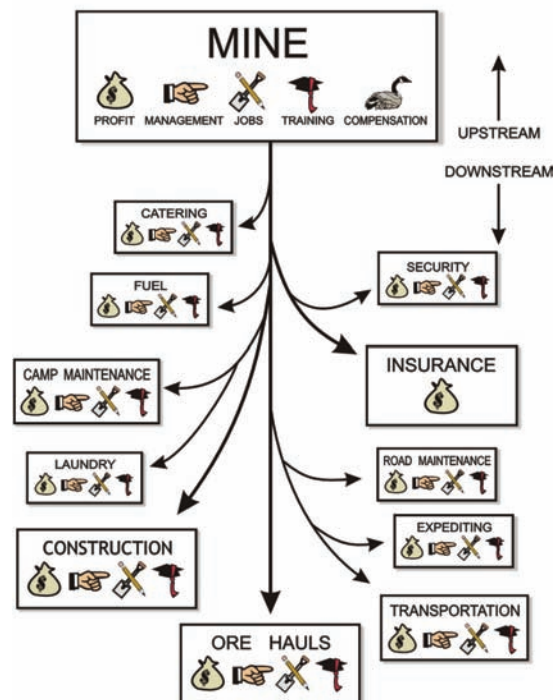 MINE
PROFIT MANAGEMENT JOBS TRAINING COMPENSATION
UPSTREAM
DOWNSTREAM
CATERING
SECURITY
FUEL
INSURANCE
CAMP MAINTENANCE
LAUNDRY
ROAD MAINTENANCE
EXPEDITING
CONSTRUCTION
TRANSPORTATION
ORE HAULS